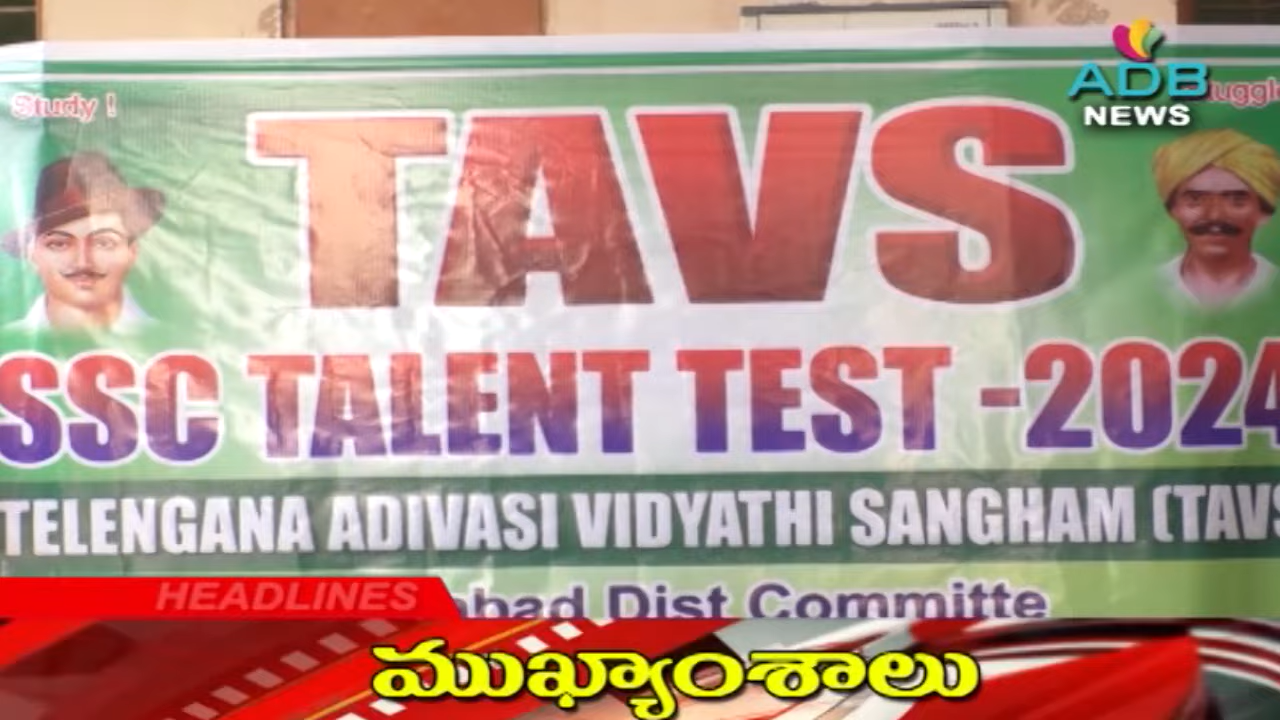 ADB
NEWS
Study !
TAVS
SSC TALENT TEST -2024
TELENGANA ADIVASI VIDYATHI SANGHAM (TAVS
Dist Committe
HEADLINES
ముఖ్యాంశాలు